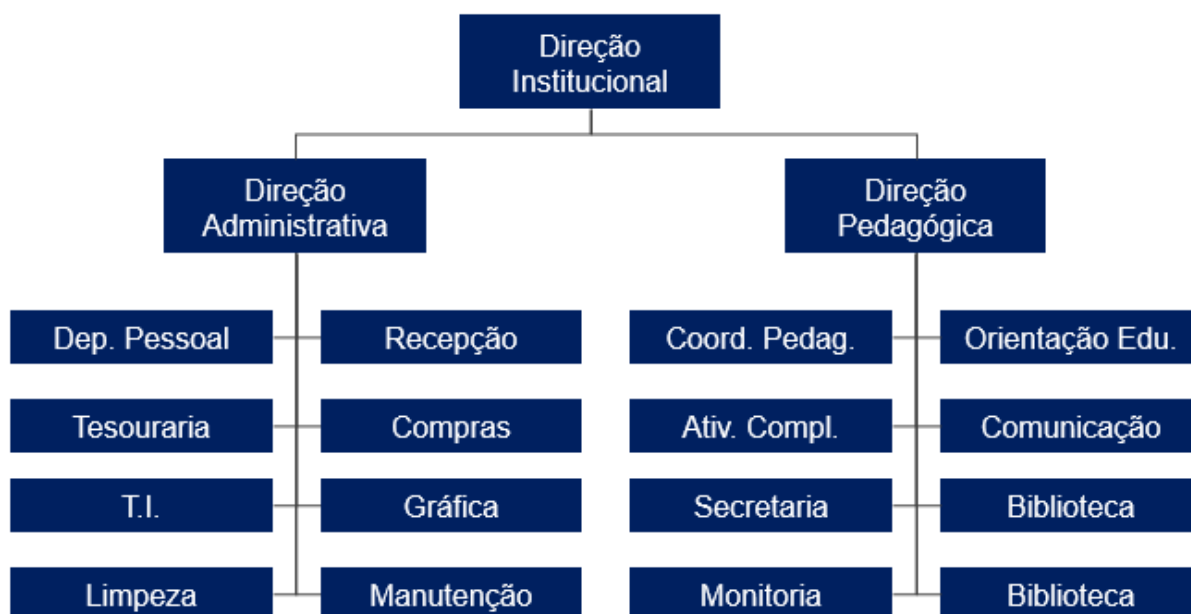 Direção
Institucional
Direção
Administrativa
Direção
Pedagógica
Dep. Pessoal
Recepção
Coord. Pedag.
Orientação Edu.
Tesouraria
Compras
Ativ. Compl.
Comunicação
T.I.
Gráfica
Secretaria
Biblioteca
Limpeza
Manutenção
Monitoria
Biblioteca